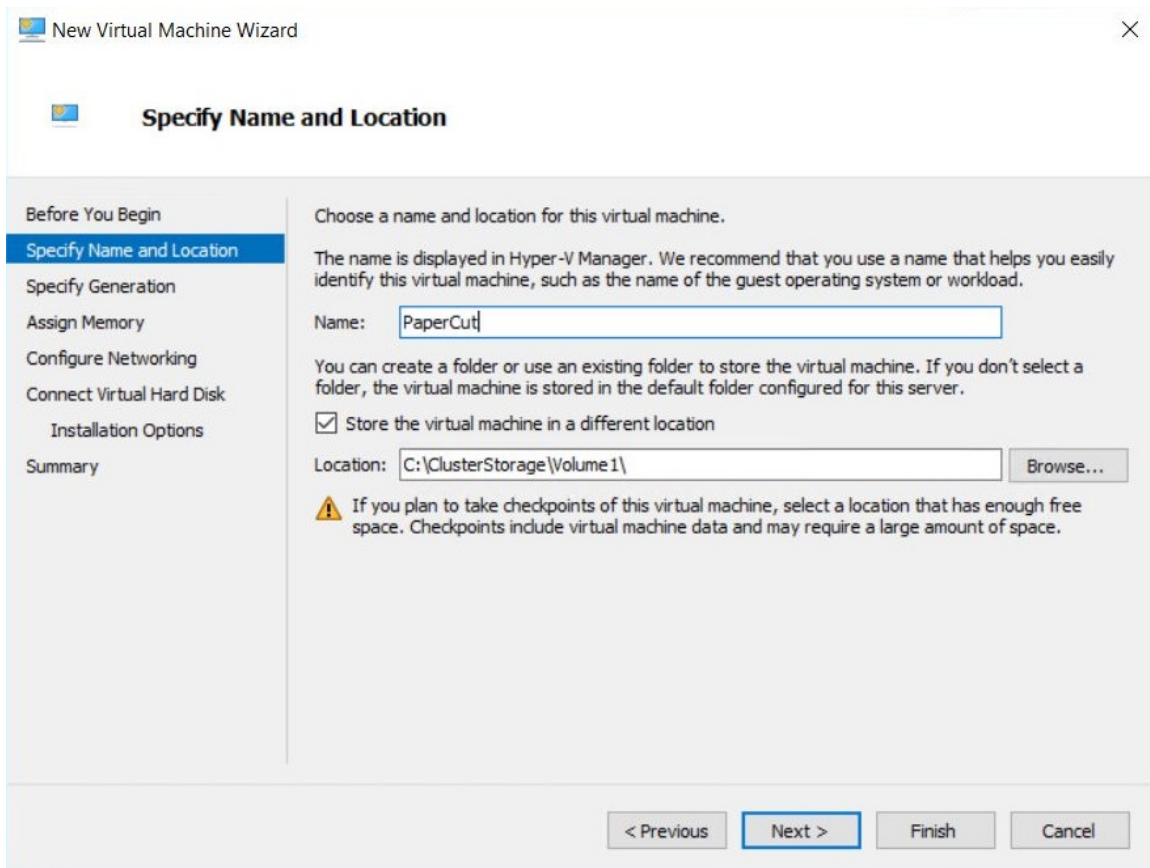 New Virtual Machine Wizard
Specify Name and Location
Before You Begin
Specify Name and Location
Specify Generation
Assign Memory
Configure Networking
Connect Virtual Hard Disk
Installation Options
Summary
Choose a name and location for this virtual machine.
The name is displayed in Hyper-V Manager. We recommend that you use a name that helps you easily
identify this virtual machine, such as the name of the guest operating system or workload.
Name: PaperCut
You can create a folder or use an existing folder to store the virtual machine. If you don't select a
folder, the virtual machine is stored in the default folder configured for this server.
Store the virtual machine in a different location
Location: C:\ClusterStorage\Volume1\ Browse...
If you plan to take checkpoints of this virtual machine, select a location that has enough free
space. Checkpoints include virtual machine data and may require a large amount of space.
< Previous Next > Finish Cancel